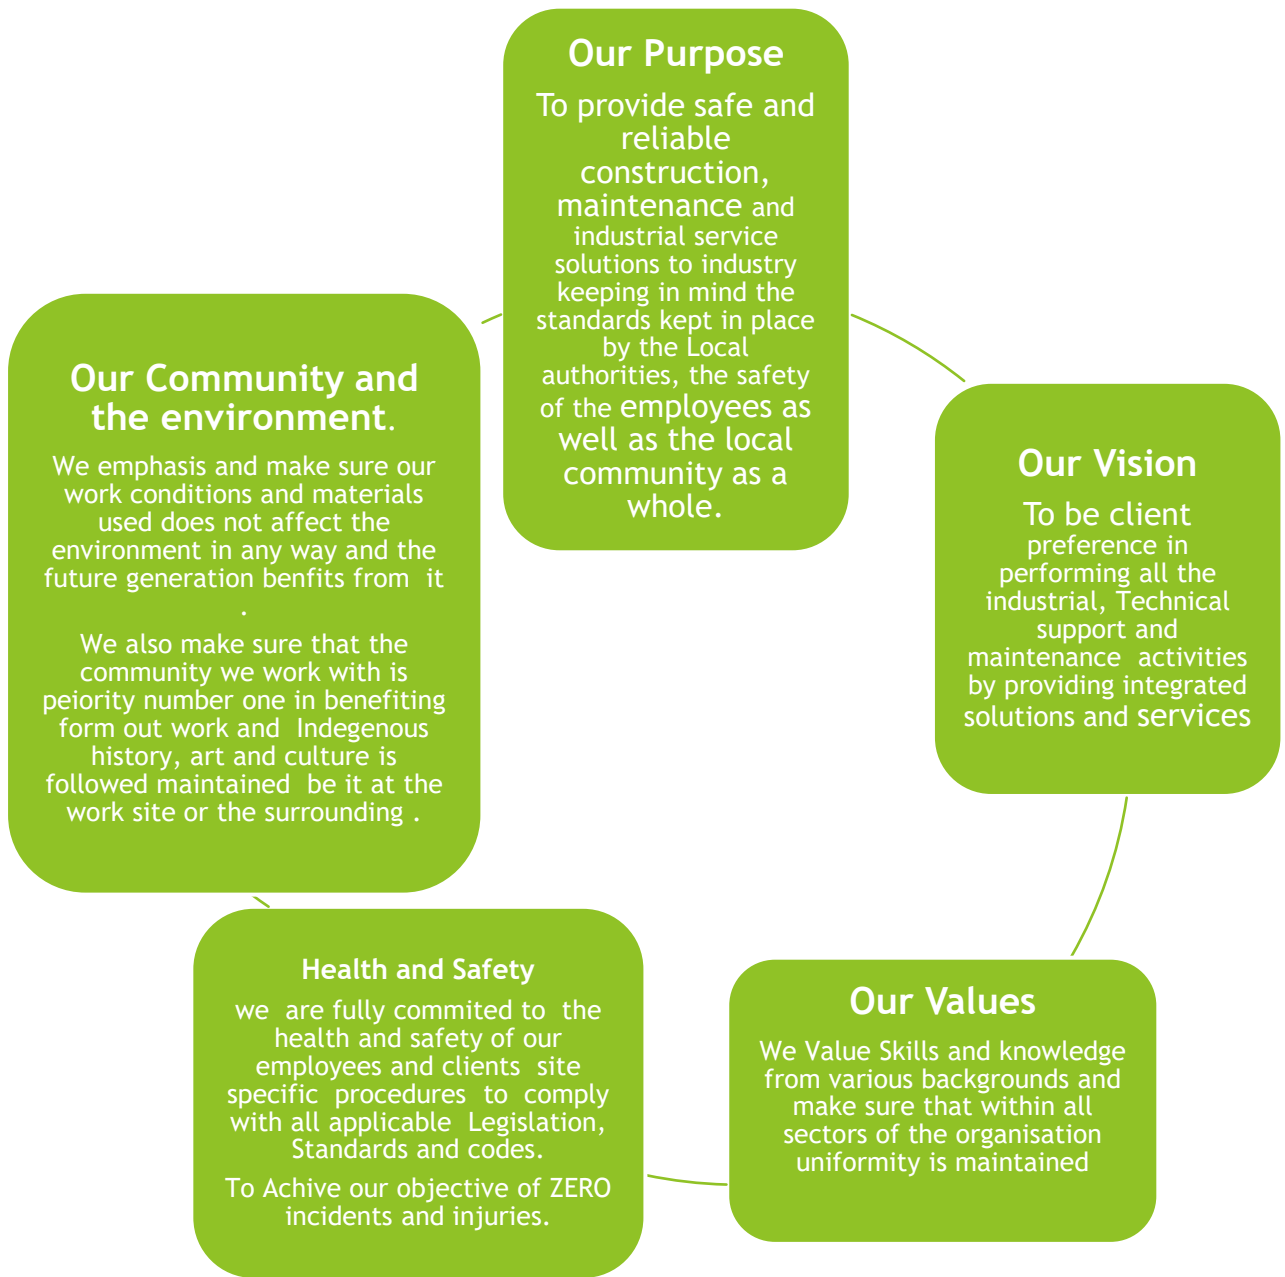 Our Purpose
To provide safe and
reliable
construction,
maintenance and
industrial service
solutions to industry
keeping in mind the
standards kept in place
by the Local
authorities, the safety
of the employees as
well as the local
community as a
whole.
Our Vision
To be client
preference in
performing all the
industrial, Technical
support and
maintenance activities
by providing integrated
solutions and services
Our Values
We Value Skills and knowledge
from various backgrounds and
make sure that within all
sectors of the organisation
uniformity is maintained
Health and Safety
we are fully commited to the
health and safety of our
employees and clients site
specific procedures to comply
with all applicable Legislation,
Standards and codes.
To Achive our objective of ZERO
incidents and injuries.
Our Community and
the environment.
We emphasis and make sure our
work conditions and materials
used does not affect the
environment in any way and the
future generation benfits from it
.
We also make sure that the
community we work with is
peiority number one in benefiting
form out work and Indegenous
history, art and culture is
followed maintained be it at the
work site or the surrounding .